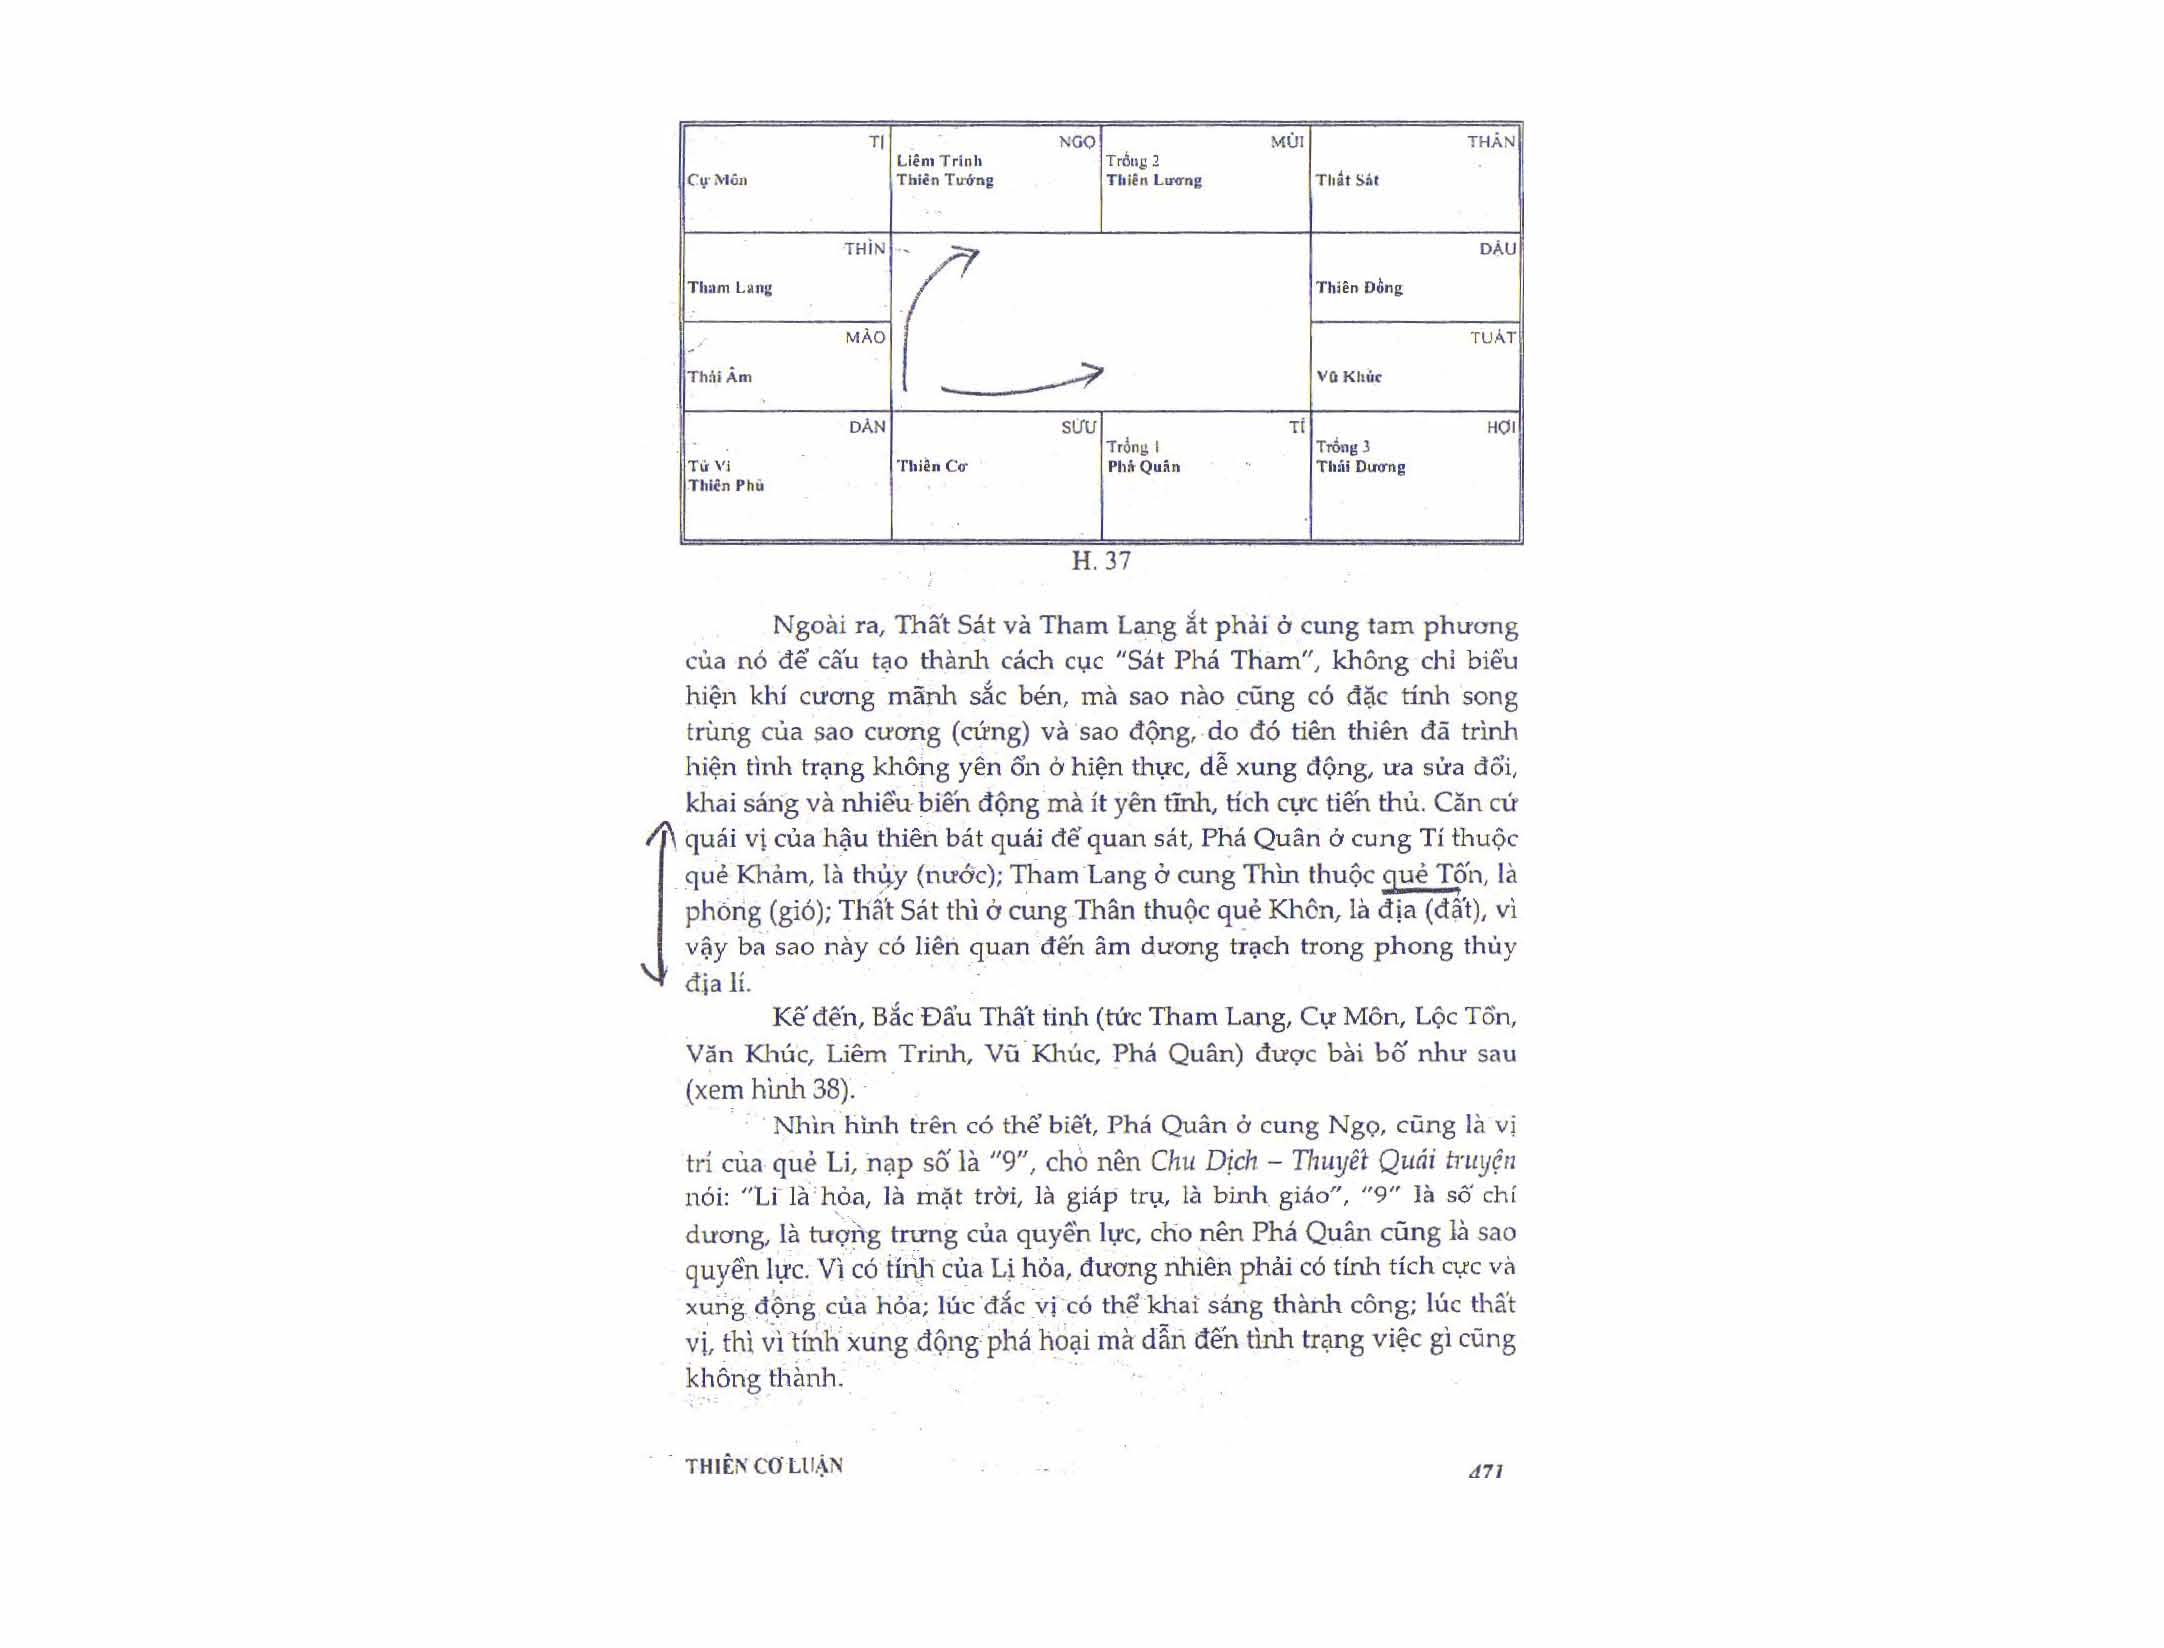 TỊ
Cự Môn
NGỌ
Liêm Trinh
Thiên Tướng
MÙI
Trống 2
Thiên Lương
THÂN
Thất Sát
THÌN
Tham Lang
DẬU
Thiên Đồng
MÃO
Thái Âm
TUẤT
Vũ Khúc
DẦN
Tử Vi
Thiên Phủ
SỬU
Thiên Cơ
TÍ
Trống 1
Phá Quân
HỢI
Trống 3
Thái Dương
H. 37
Ngoài ra, Thất Sát và Tham Lang ắt phải ở cung tam phương
của nó để cấu tạo thành cách cục "Sát Phá Tham", không chỉ biểu
hiện khí cương mãnh sắc bén, mà sao nào cũng có đặc tính song
trùng của sao cương (cứng) và sao động, do đó tiên thiên đã trình
hiện tình trạng không yên ổn ở hiện thực, dễ xung động, ưa sửa đổi,
khai sáng và nhiều biến động mà ít yên tĩnh, tích cực tiến thủ. Căn cứ
quái vị của hậu thiên bát quái để quan sát, Phá Quân ở cung Tí thuộc
quẻ Khảm, là thủy (nước); Tham Lang ở cung Thìn thuộc quẻ Tốn, là
phong (gió); Thất Sát thì ở cung Thân thuộc quẻ Khôn, là địa (đất), vì
vậy ba sao này có liên quan đến âm dương trạch trong phong thủy
địa lí.
Kế đến, Bắc Đẩu Thất tinh (tức Tham Lang, Cự Môn, Lộc Tồn,
Văn Khúc, Liêm Trinh, Vũ Khúc, Phá Quân) được bài bố như sau
(xem hình 38).
Nhìn hình trên có thể biết, Phá Quân ở cung Ngọ, cũng là vị
trí của quẻ Li, nạp số là "9", cho nên Chu Dịch – Thuyết Quái truyện
nói: "Li là hỏa, là mặt trời, là giáp trụ, là binh giáo", "9" là số chí
dương, là tượng trưng của quyền lực, cho nên Phá Quân cũng là sao
quyền lực. Vì có tính của Li hỏa, đương nhiên phải có tính tích cực và
xung động của hỏa; lúc đắc vị có thể khai sáng thành công; lúc thất
vị, thì vì tính xung động phá hoại mà dẫn đến tình trạng việc gì cũng
không thành.
THIÊN CƠ LUẬN
471